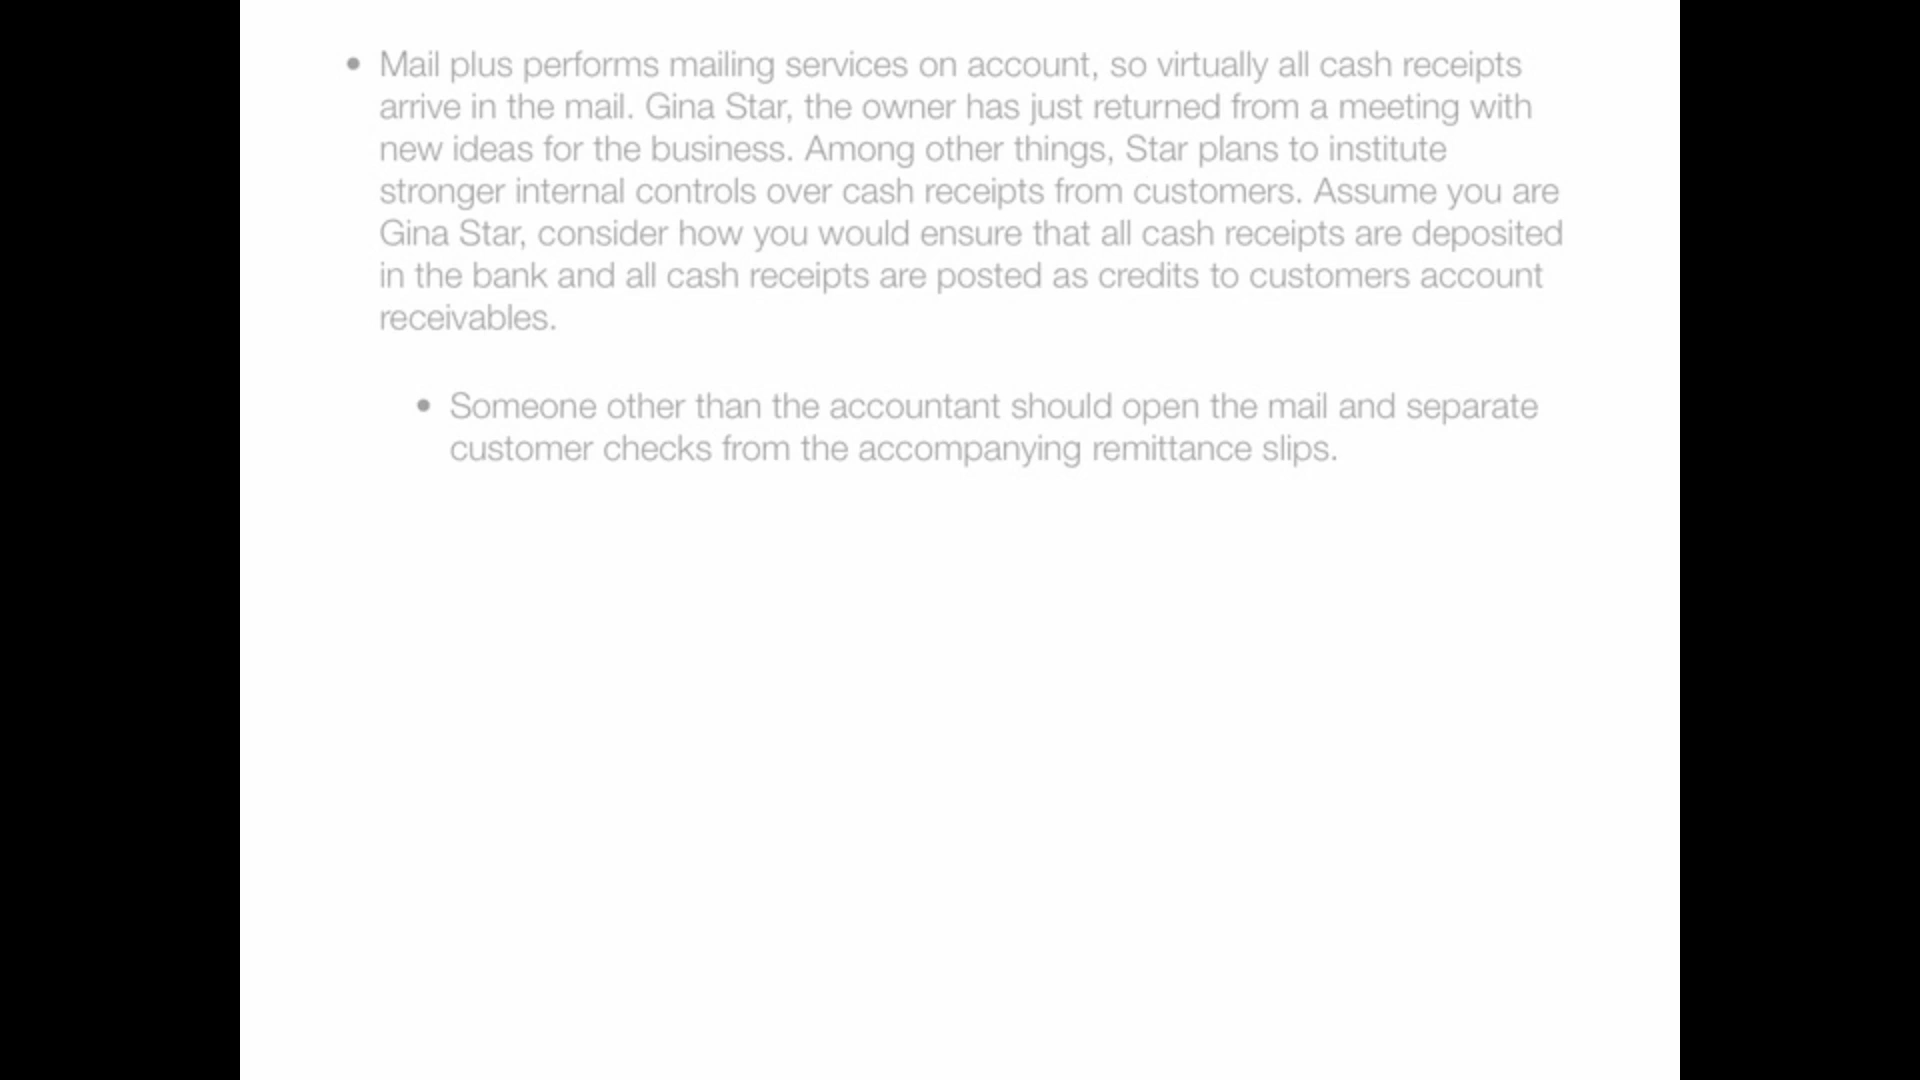 • Mail plus performs mailing services on account, so virtually all cash receipts
arrive in the mail. Gina Star, the owner has just returned from a meeting with
new ideas for the business. Among other things, Star plans to institute
stronger internal controls over cash receipts from customers. Assume you are
Gina Star, consider how you would ensure that all cash receipts are deposited
in the bank and all cash receipts are posted as credits to customers account
receivables.
• Someone other than the accountant should open the mail and separate
customer checks from the accompanying remittance slips.